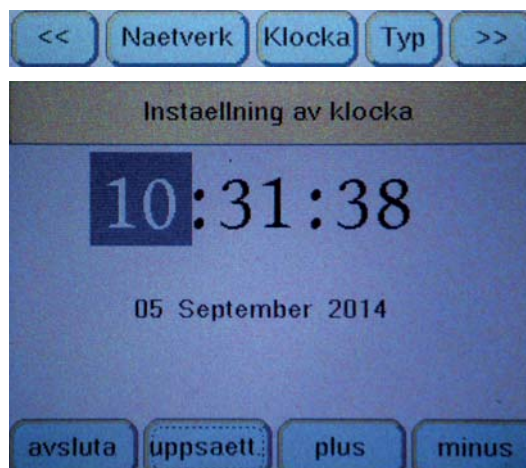 << Naetverk Klocka Typ >>
Instaellning av klocka
10:31:38
05 September 2014
avsluta uppsaett. plus minus